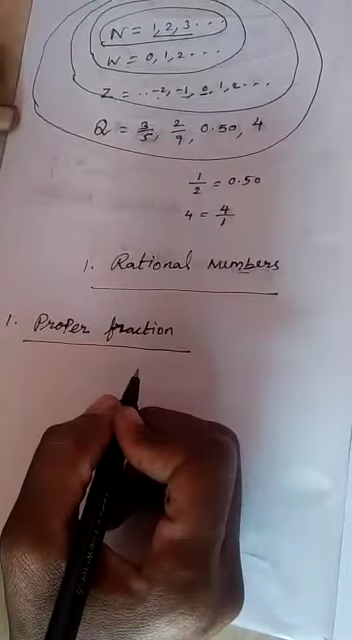 N = 1, 2, 3 ...
W = 0, 1, 2 ...
Z = ...-2, -1, 0, 1, 2 ...
Q = 3/5, 2/9, 0.50, 4
1/2 = 0.50
4 = 4/1
1. Rational Numbers
1. Proper fraction